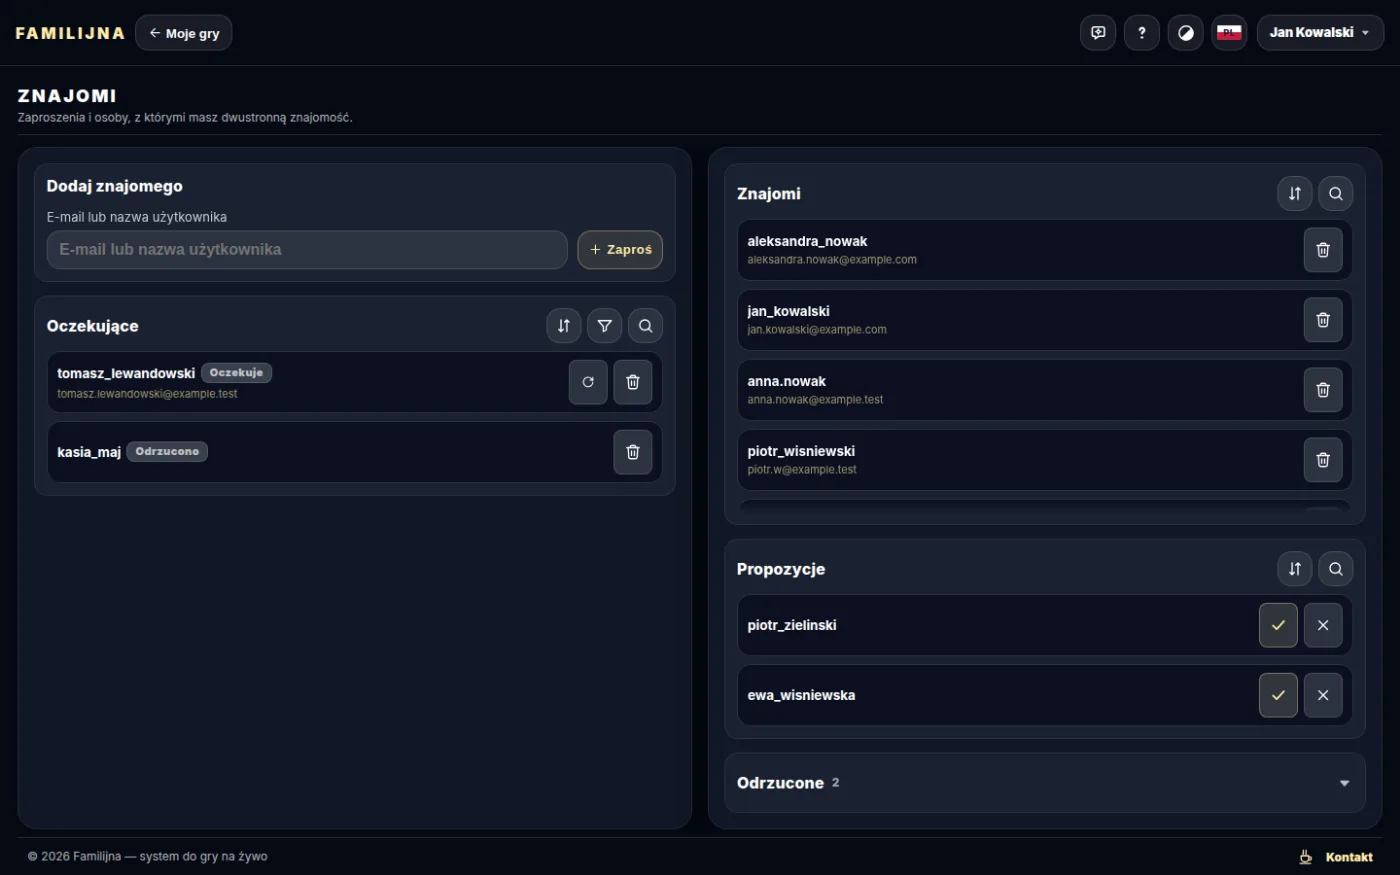 FAMILIJNA
← Moje gry
?
PL
Jan Kowalski
ZNAJOMI
Zaproszenia i osoby, z którymi masz dwustronną znajomość.
Dodaj znajomego
E-mail lub nazwa użytkownika
E-mail lub nazwa użytkownika
+ Zaproś
Oczekujące
tomasz_lewandowski Oczekuje
tomasz.lewandowski@example.test
kasia_maj Odrzucono
Znajomi
aleksandra_nowak
aleksandra.nowak@example.com
jan_kowalski
jan.kowalski@example.com
anna.nowak
anna.nowak@example.test
piotr_wisniewski
piotr.w@example.test
Propozycje
piotr_zielinski
ewa_wisniewska
Odrzucone 2
© 2026 Familijna — system do gry na żywo
Kontakt